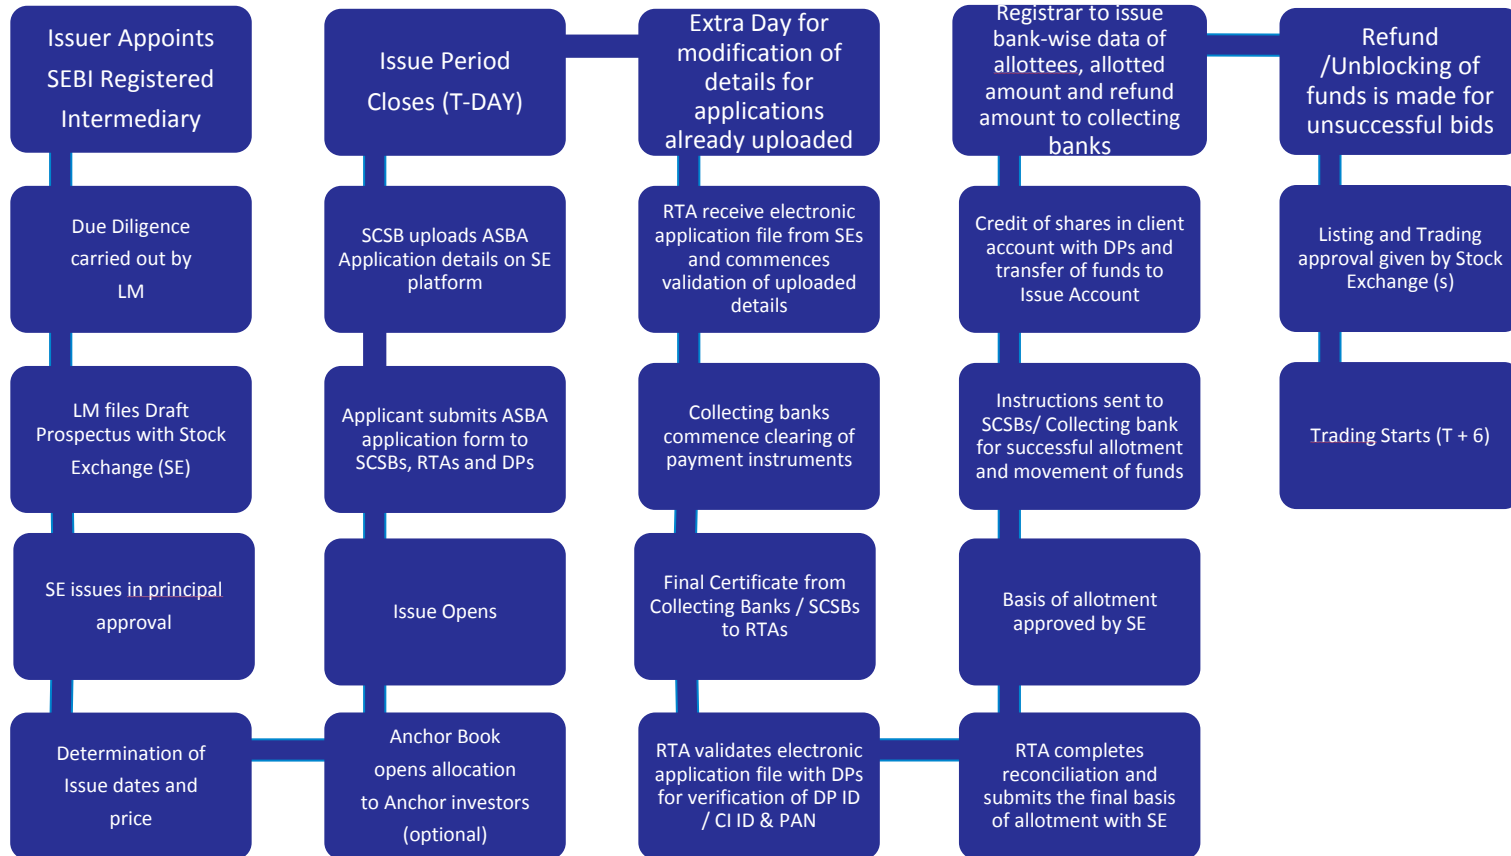 Issuer Appoints
SEBI Registered
Intermediary
Due Diligence
carried out by
LM
LM files Draft
Prospectus with Stock
Exchange (SE)
SE issues in principal
approval
Determination of
Issue dates and
price
Anchor Book
opens allocation
to Anchor investors
(optional)
Issue Opens
Applicant submits ASBA
application form to
SCSBs, RTAs and DPs
SCSB uploads ASBA
Application details on SE
platform
Issue Period
Closes (T-DAY)
Extra Day for
modification of
details for
applications
already uploaded
RTA receive electronic
application file from SEs
and commences
validation of uploaded
details
Collecting banks
commence clearing of
payment instruments
Final Certificate from
Collecting Banks / SCSBs
to RTAs
RTA validates electronic
application file with DPs
for verification of DP ID
/ CI ID & PAN
RTA completes
reconciliation and
submits the final basis
of allotment with SE
Basis of allotment
approved by SE
Instructions sent to
SCSBs/ Collecting bank
for successful allotment
and movement of funds
Credit of shares in client
account with DPs and
transfer of funds to
Issue Account
Registrar to issue
bank-wise data of
allottees, allotted
amount and refund
amount to collecting
banks
Refund
/Unblocking of
funds is made for
unsuccessful bids
Listing and Trading
approval given by Stock
Exchange (s)
Trading Starts (T + 6)